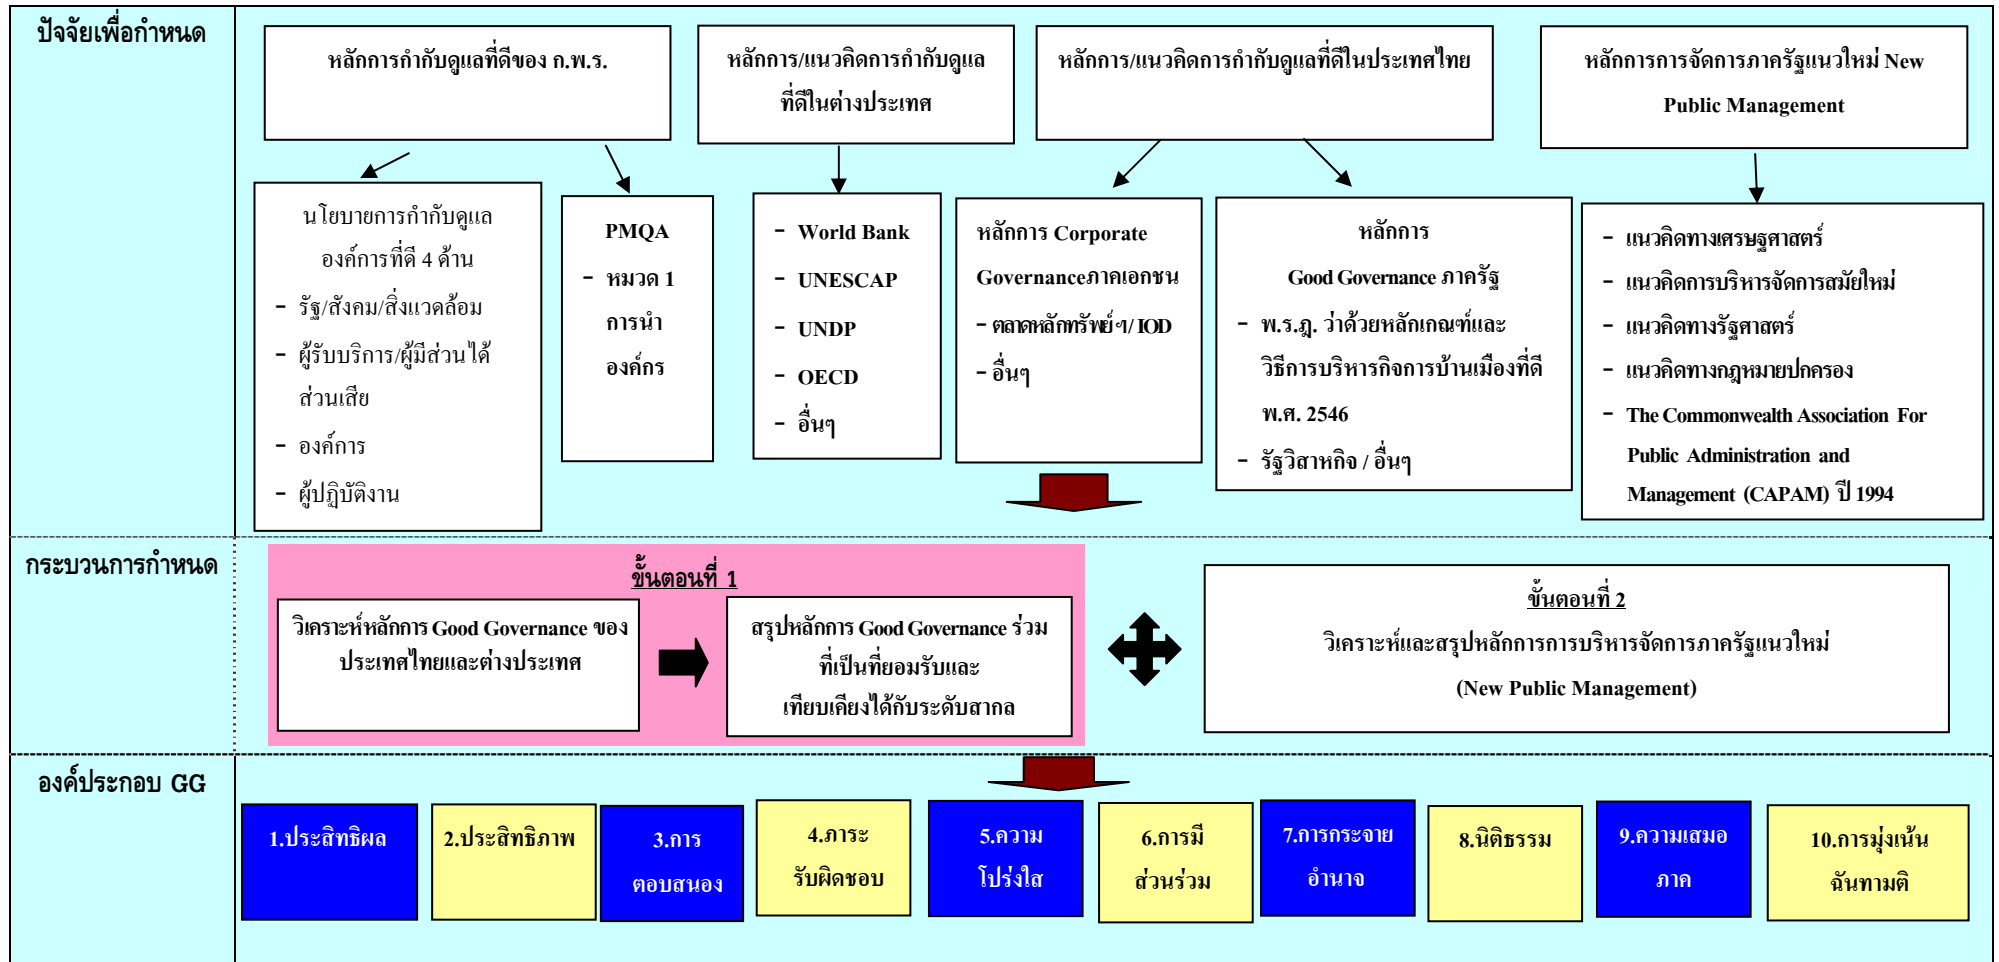 ปัจจัยเพื่อกำหนด
หลักการกำกับดูแลที่ดีของ ก.พ.ร.
หลักการ/แนวคิดการกำกับดูแล
ที่ดีในต่างประเทศ
หลักการ/แนวคิดการกำกับดูแลที่ดีในประเทศไทย
หลักการการจัดการภาครัฐแนวใหม่ New
Public Management
นโยบายการกำกับดูแล
องค์การที่ดี 4 ด้าน
- รัฐ/สังคม/สิ่งแวดล้อม
- ผู้รับบริการ/ผู้มีส่วนได้
ส่วนเสีย
- องค์การ
- ผู้ปฏิบัติงาน
PMQA
- หมวด 1
การนำ
องค์กร
- World Bank
- UNESCAP
- UNDP
- OECD
- อื่นๆ
หลักการ Corporate
Governanceภาคเอกชน
- ตลาดหลักทรัพย์ฯ/ IOD
- อื่นๆ
หลักการ
Good Governance ภาครัฐ
- พ.ร.ฎ. ว่าด้วยหลักเกณฑ์และ
วิธีการบริหารกิจการบ้านเมืองที่ดี
พ.ศ. 2546
- รัฐวิสาหกิจ / อื่นๆ
- แนวคิดทางเศรษฐศาสตร์
- แนวคิดการบริหารจัดการสมัยใหม่
- แนวคิดทางรัฐศาสตร์
- แนวคิดทางกฎหมายปกครอง
- The Commonwealth Association For
Public Administration and
Management (CAPAM) ปี 1994
กระบวนการกำหนด
ขั้นตอนที่ 1
วิเคราะห์หลักการ Good Governance ของ
ประเทศไทยและต่างประเทศ
สรุปหลักการ Good Governance ร่วม
ที่เป็นที่ยอมรับและ
เทียบเคียงได้กับระดับสากล
ขั้นตอนที่ 2
วิเคราะห์และสรุปหลักการการบริหารจัดการภาครัฐแนวใหม่
(New Public Management)
องค์ประกอบ GG
1.ประสิทธิผล
2.ประสิทธิภาพ
3.การ
ตอบสนอง
4.ภาระ
รับผิดชอบ
5.ความ
โปร่งใส
6.การมี
ส่วนร่วม
7.การกระจาย
อำนาจ
8.นิติธรรม
9.ความเสมอ
ภาค
10.การมุ่งเน้น
ฉันทามติ